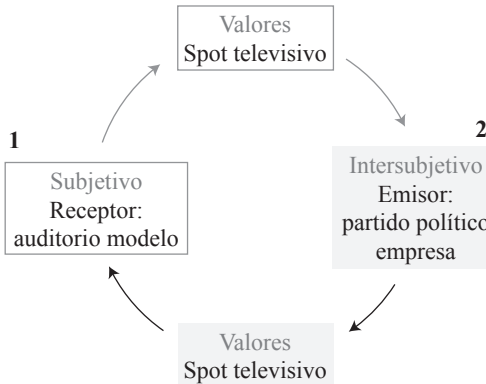 Valores
Spot televisivo
1
Subjetivo
Receptor:
auditorio modelo
2
Intersubjetivo
Emisor:
partido político
empresa
Valores
Spot televisivo